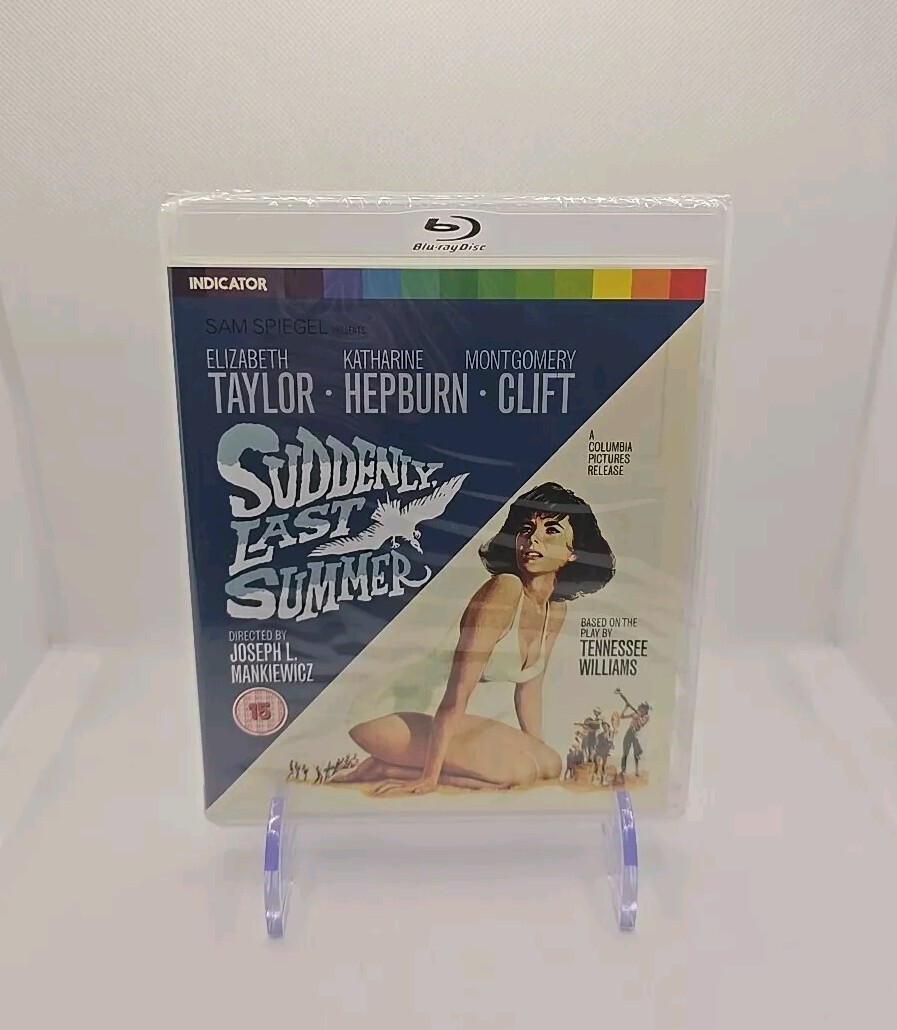 Blu-ray Disc
INDICATOR
SAM SPIEGEL PRESENTS
ELIZABETH KATHARINE MONTGOMERY
TAYLOR · HEPBURN · CLIFT
A
COLUMBIA
PICTURES
RELEASE
SUDDENLY,
LAST
SUMMER
DIRECTED BY
JOSEPH L.
MANKIEWICZ
BASED ON THE
PLAY BY
TENNESSEE
WILLIAMS
15